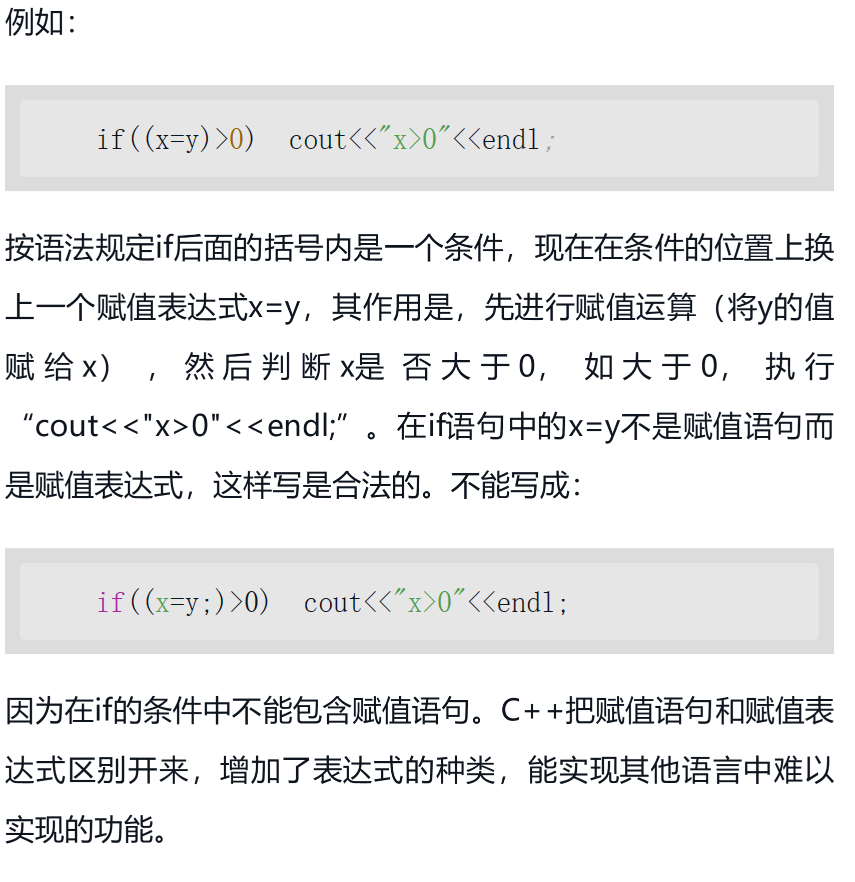 例如：
if((x=y)>0)  cout<<"x>0"<<endl;
按语法规定if后面的括号内是一个条件，现在在条件的位置上换
上一个赋值表达式x=y，其作用是，先进行赋值运算（将y的值
赋给x），然后判断x是 否大于0，如大于0，执行
“cout<<"x>0"<<endl;”。在if语句中的x=y不是赋值语句而
是赋值表达式，这样写是合法的。不能写成：
if((x=y;)>0)  cout<<"x>0"<<endl;
因为在if的条件中不能包含赋值语句。C++把赋值语句和赋值表
达式区别开来，增加了表达式的种类，能实现其他语言中难以
实现的功能。